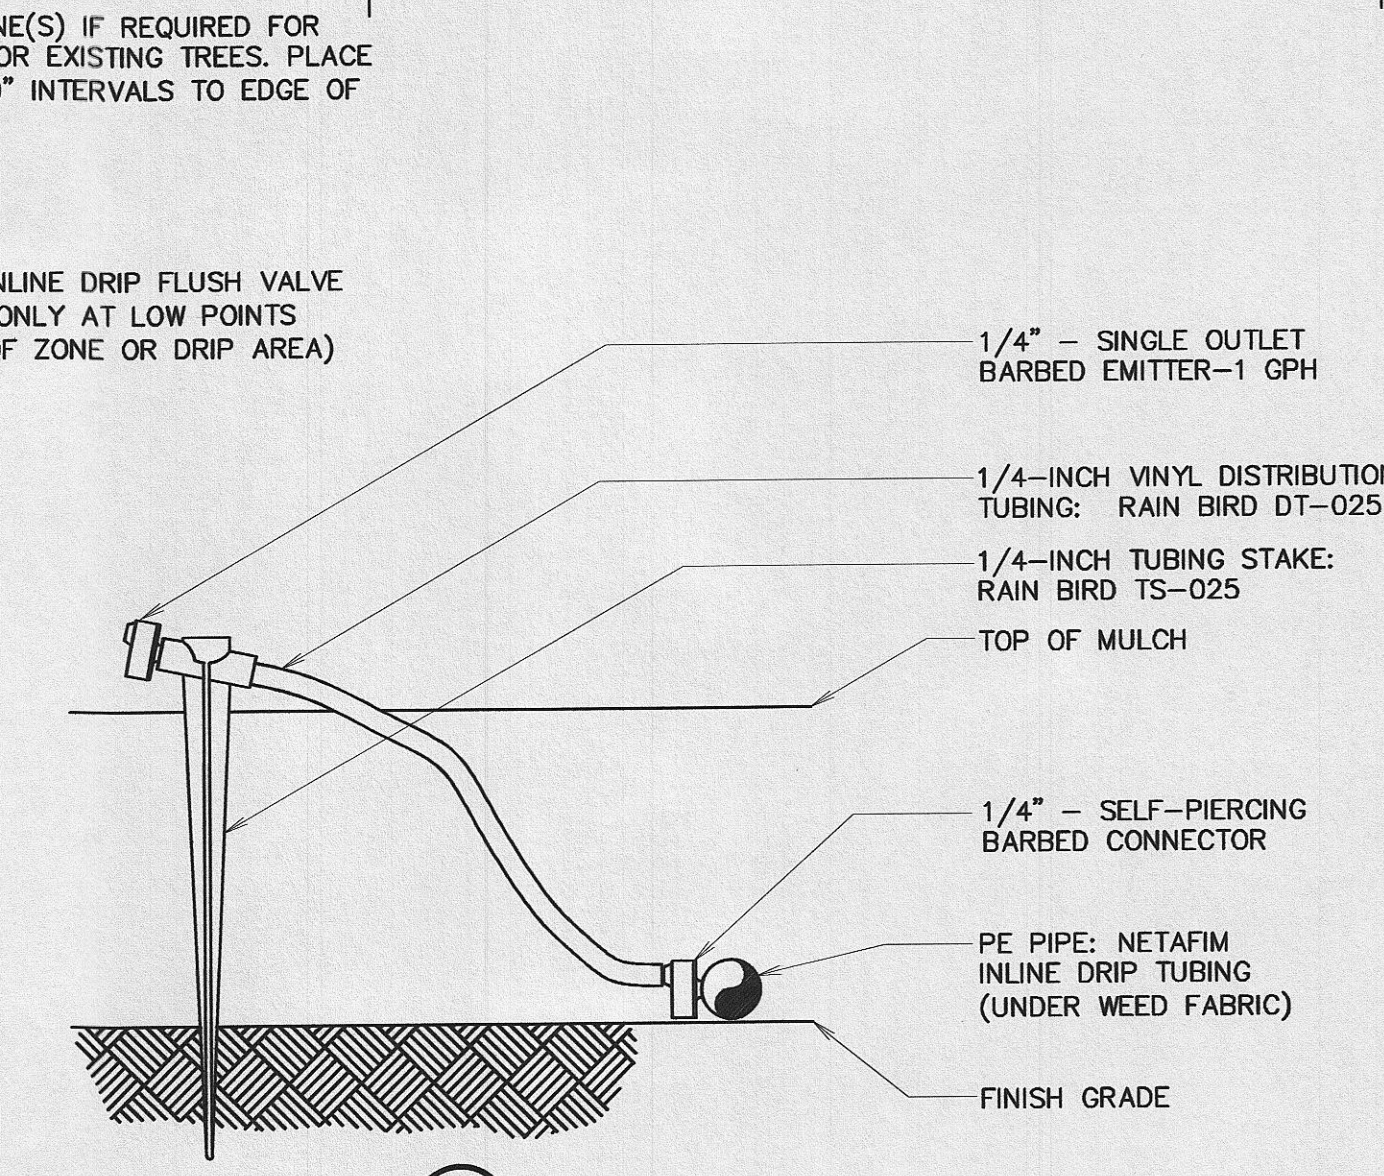 NE(S) IF REQUIRED FOR
OR EXISTING TREES. PLACE
" INTERVALS TO EDGE OF
NLINE DRIP FLUSH VALVE
ONLY AT LOW POINTS
OF ZONE OR DRIP AREA)
1/4" – SINGLE OUTLET
BARBED EMITTER–1 GPH
1/4–INCH VINYL DISTRIBUTION
TUBING: RAIN BIRD DT–025
1/4–INCH TUBING STAKE:
RAIN BIRD TS–025
TOP OF MULCH
1/4" – SELF–PIERCING
BARBED CONNECTOR
PE PIPE: NETAFIM
INLINE DRIP TUBING
(UNDER WEED FABRIC)
FINISH GRADE